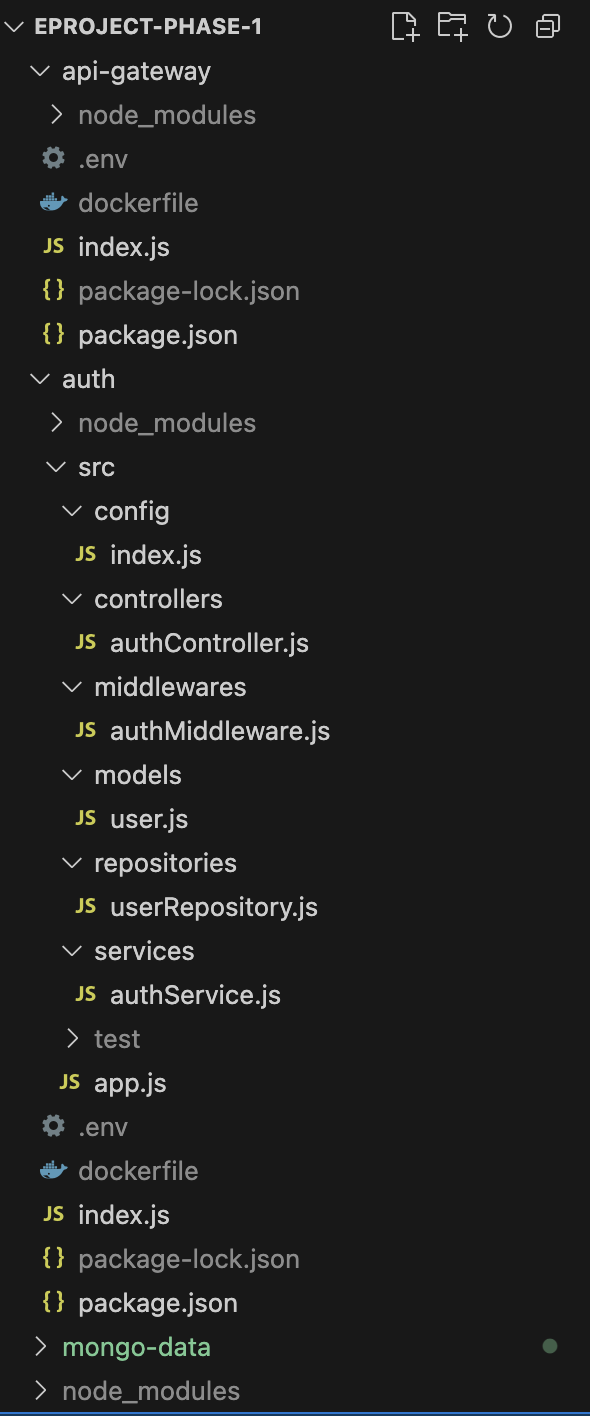 EPROJECT-PHASE-1
api-gateway
node_modules
.env
dockerfile
JS index.js
{} package-lock.json
{} package.json
auth
node_modules
src
config
JS index.js
controllers
JS authController.js
middlewares
JS authMiddleware.js
models
JS user.js
repositories
JS userRepository.js
services
JS authService.js
test
JS app.js
.env
dockerfile
JS index.js
{} package-lock.json
{} package.json
mongo-data
node_modules